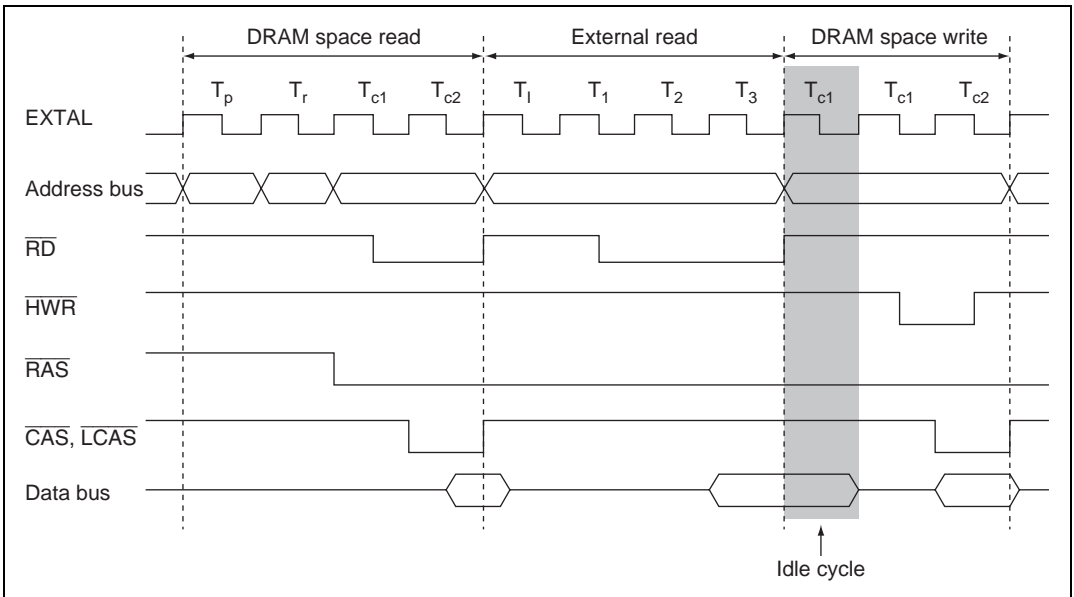 DRAM space read External read DRAM space write
Tp Tr Tc1 Tc2 TI T1 T2 T3 Tc1 Tc1 Tc2
EXTAL
Address bus
RD
HWR
RAS
CAS, LCAS
Data bus
Idle cycle